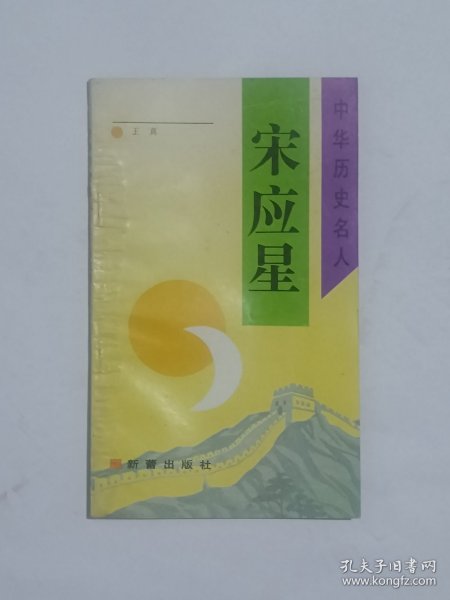 中华历史名人
宋应星
王真
新蕾出版社
孔夫子旧书网
www.kongfz.com